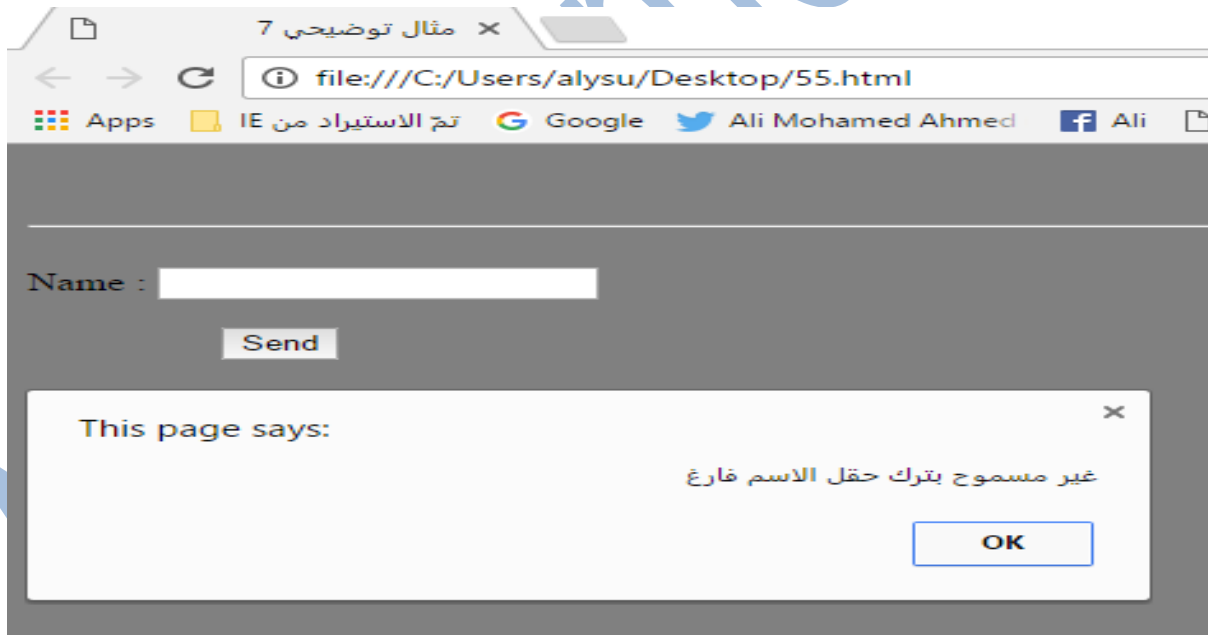 مثال توضيحي 7
file:///C:/Users/alysu/Desktop/55.html
Apps تمّ الاستيراد من IE Google Ali Mohamed Ahmed Ali
Name :
Send
This page says:
غير مسموح بترك حقل الاسم فارغ
OK